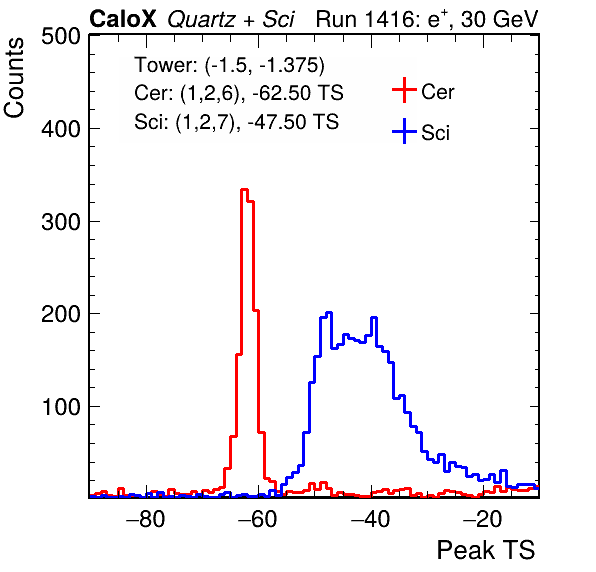 CaloX Quartz + Sci Run 1416: e+, 30 GeV
Counts
500
400
300
200
100
Tower: (-1.5, -1.375)
Cer: (1,2,6), -62.50 TS
Sci: (1,2,7), -47.50 TS
Cer
Sci
−80 −60 −40 −20
Peak TS